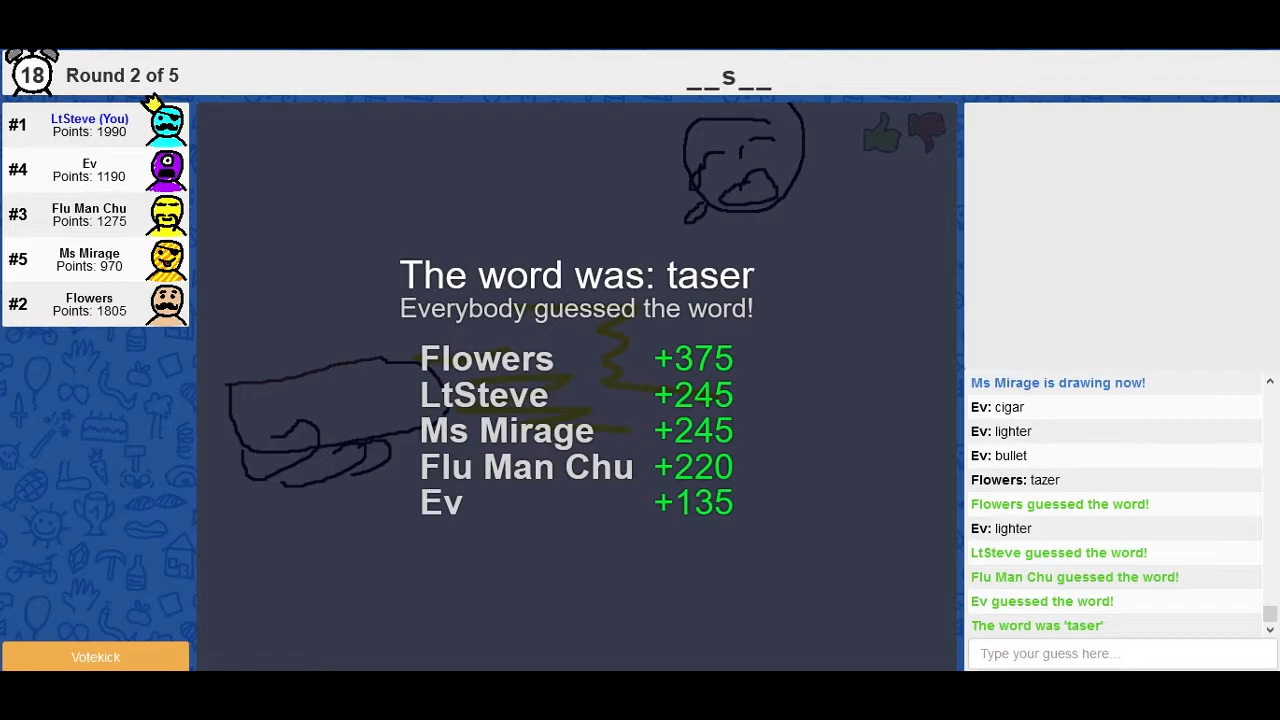 18
Round 2 of 5
__s__
#1
LtSteve (You)
Points: 1990
#4
Ev
Points: 1190
#3
Flu Man Chu
Points: 1275
#5
Ms Mirage
Points: 970
#2
Flowers
Points: 1805
Votekick
The word was: taser
Everybody guessed the word!
Flowers +375
LtSteve +245
Ms Mirage +245
Flu Man Chu +220
Ev +135
Ms Mirage is drawing now!
Ev: cigar
Ev: lighter
Ev: bullet
Flowers: tazer
Flowers guessed the word!
Ev: lighter
LtSteve guessed the word!
Flu Man Chu guessed the word!
Ev guessed the word!
The word was 'taser'
Type your guess here...